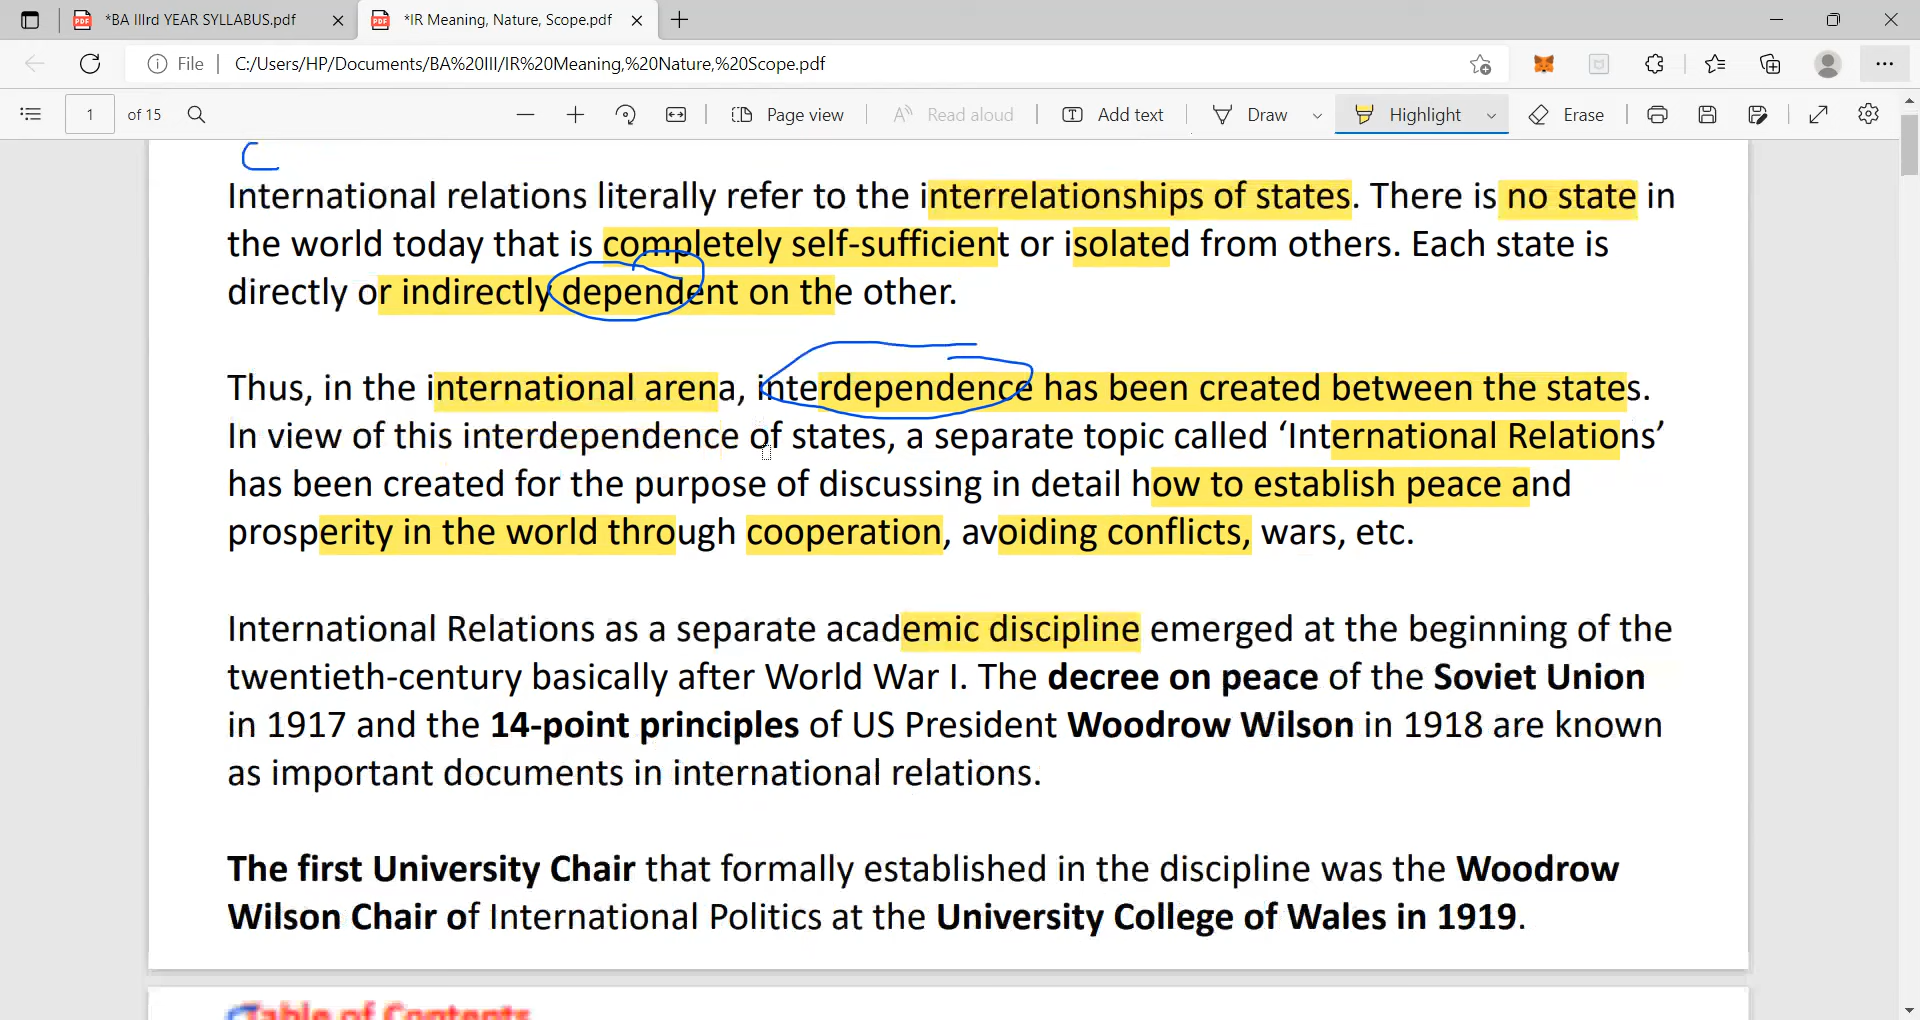 *BA IIIrd YEAR SYLLABUS.pdf
*IR Meaning, Nature, Scope.pdf
File C:/Users/HP/Documents/BA%20III/IR%20Meaning,%20Nature,%20Scope.pdf
1 of 15 Page view Read aloud Add text Draw Highlight Erase
International relations literally refer to the interrelationships of states. There is no state in
the world today that is completely self-sufficient or isolated from others. Each state is
directly or indirectly dependent on the other.
Thus, in the international arena, interdependence has been created between the states.
In view of this interdependence of states, a separate topic called ‘International Relations’
has been created for the purpose of discussing in detail how to establish peace and
prosperity in the world through cooperation, avoiding conflicts, wars, etc.
International Relations as a separate academic discipline emerged at the beginning of the
twentieth-century basically after World War I. The decree on peace of the Soviet Union
in 1917 and the 14-point principles of US President Woodrow Wilson in 1918 are known
as important documents in international relations.
The first University Chair that formally established in the discipline was the Woodrow
Wilson Chair of International Politics at the University College of Wales in 1919.
Table of Contents